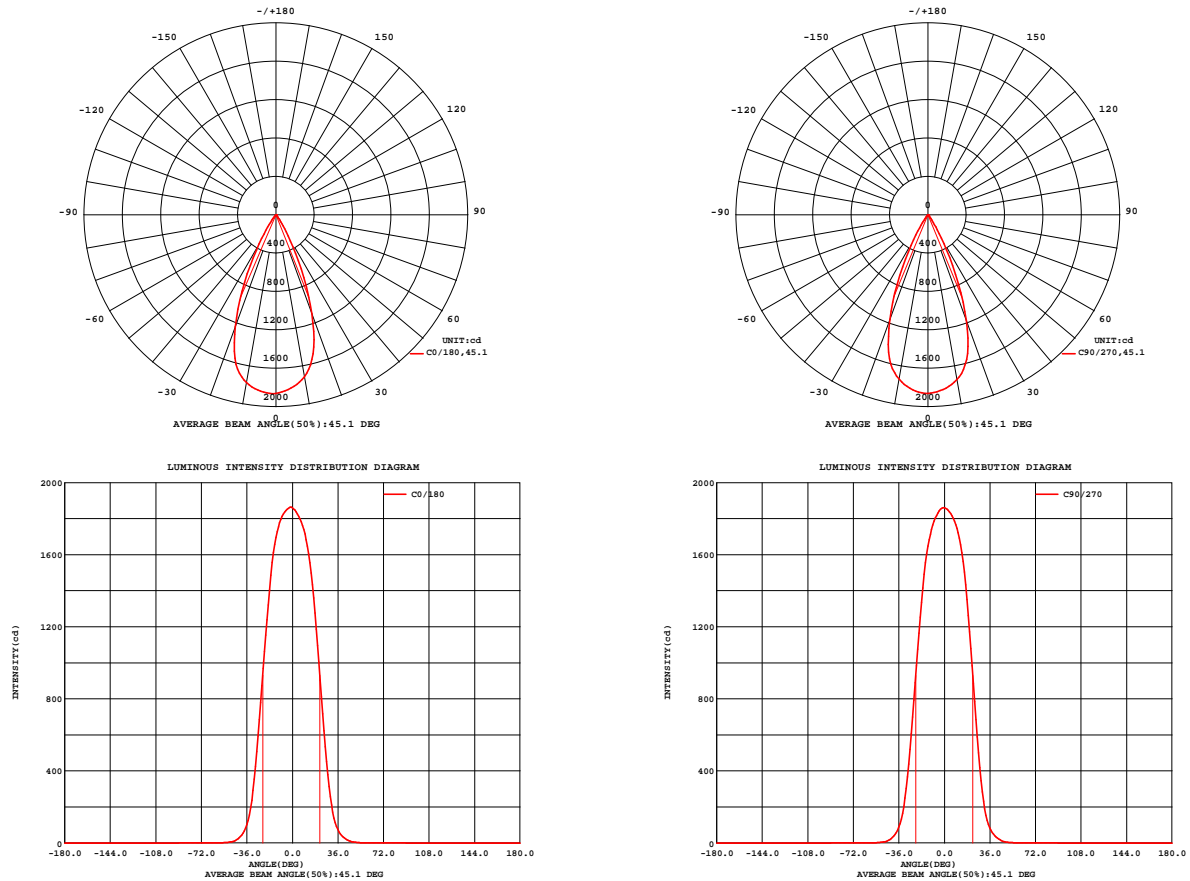 -/+180
-150 150
-120 120
-90 90
0
400
800
-60 60
1200
UNIT:cd
C0/180,45.1
1600
-30 30
2000
0
AVERAGE BEAM ANGLE(50%):45.1 DEG
-/+180
-150 150
-120 120
-90 90
0
400
800
-60 60
1200
UNIT:cd
C90/270,45.1
1600
-30 30
2000
0
AVERAGE BEAM ANGLE(50%):45.1 DEG
LUMINOUS INTENSITY DISTRIBUTION DIAGRAM
2000
C0/180
1600
1200
INTENSITY(cd)
800
400
0
-180.0 -144.0 -108.0 -72.0 -36.0 0.0 36.0 72.0 108.0 144.0 180.0
ANGLE(DEG)
AVERAGE BEAM ANGLE(50%):45.1 DEG
LUMINOUS INTENSITY DISTRIBUTION DIAGRAM
2000
C90/270
1600
1200
INTENSITY(cd)
800
400
0
-180.0 -144.0 -108.0 -72.0 -36.0 0.0 36.0 72.0 108.0 144.0 180.0
ANGLE(DEG)
AVERAGE BEAM ANGLE(50%):45.1 DEG